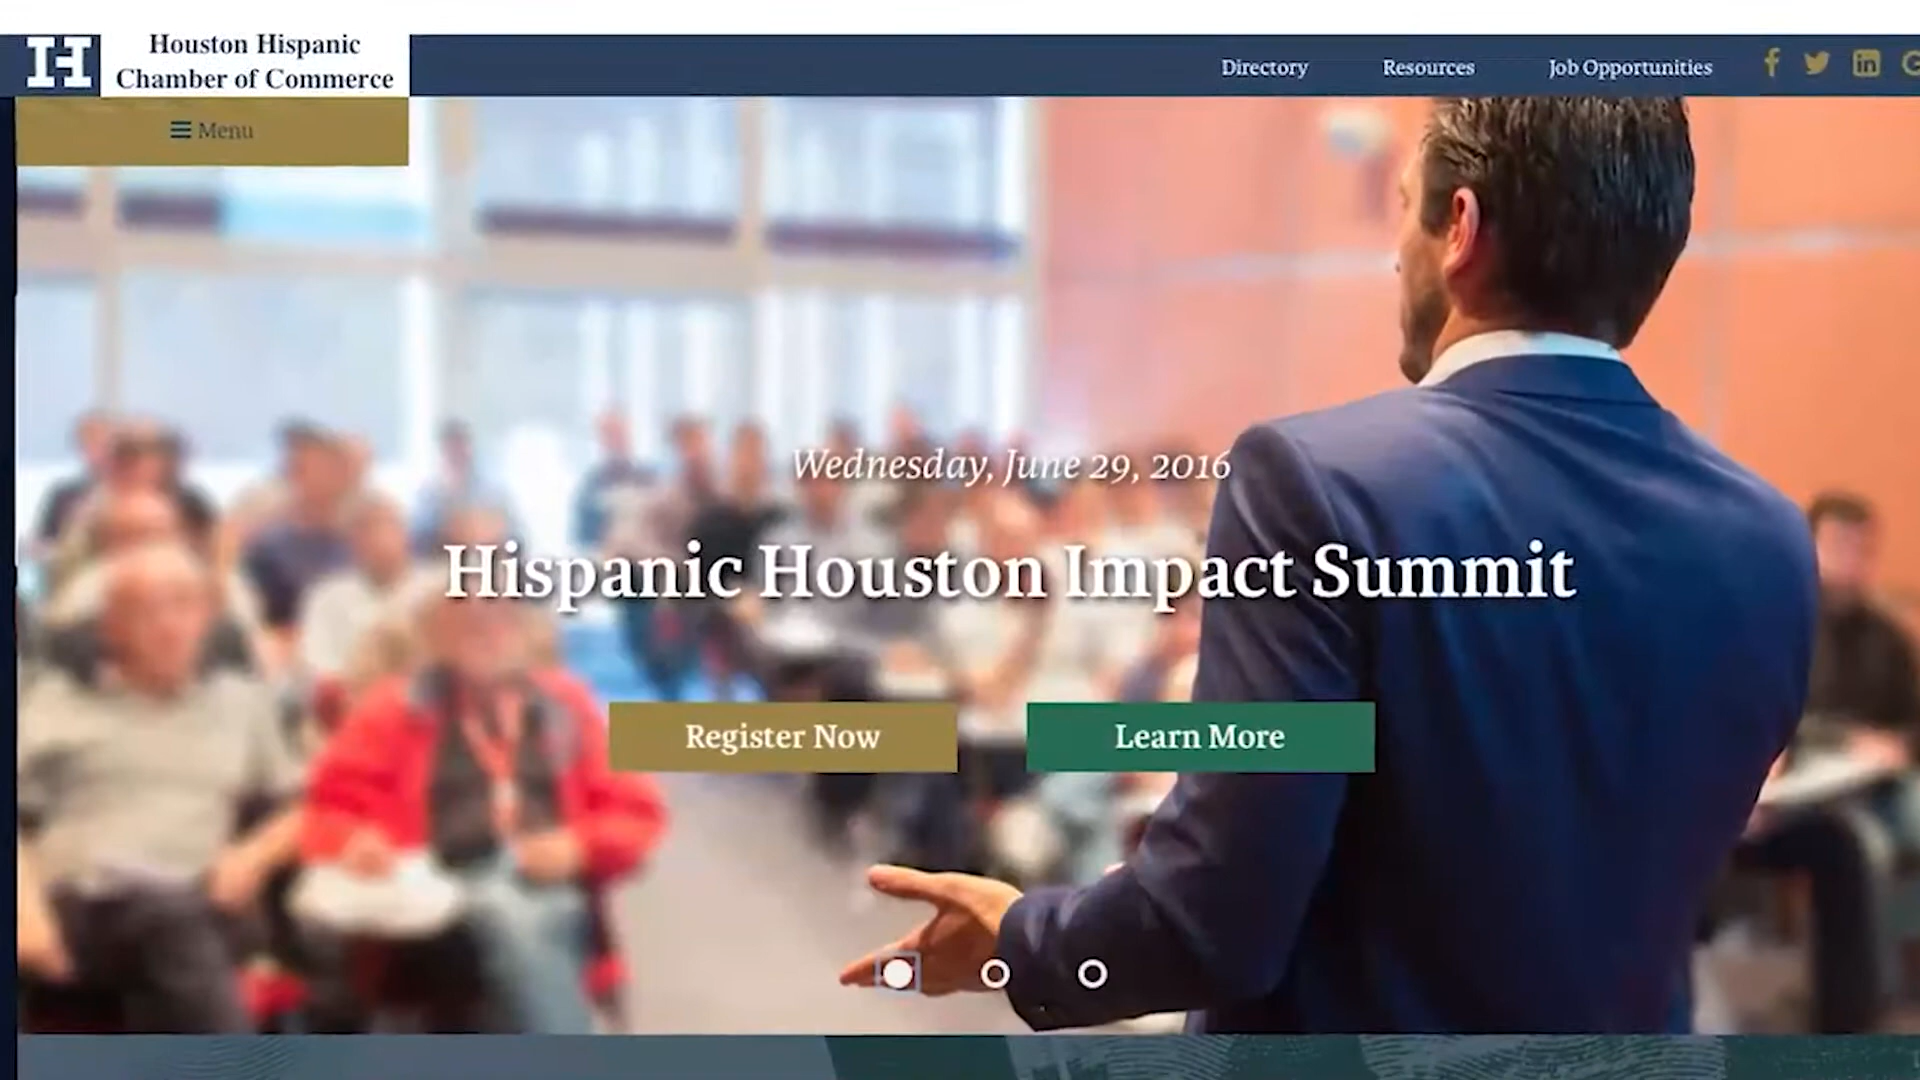 Houston Hispanic
Chamber of Commerce
Directory
Resources
Job Opportunities
Menu
Wednesday, June 29, 2016
Hispanic Houston Impact Summit
Register Now
Learn More